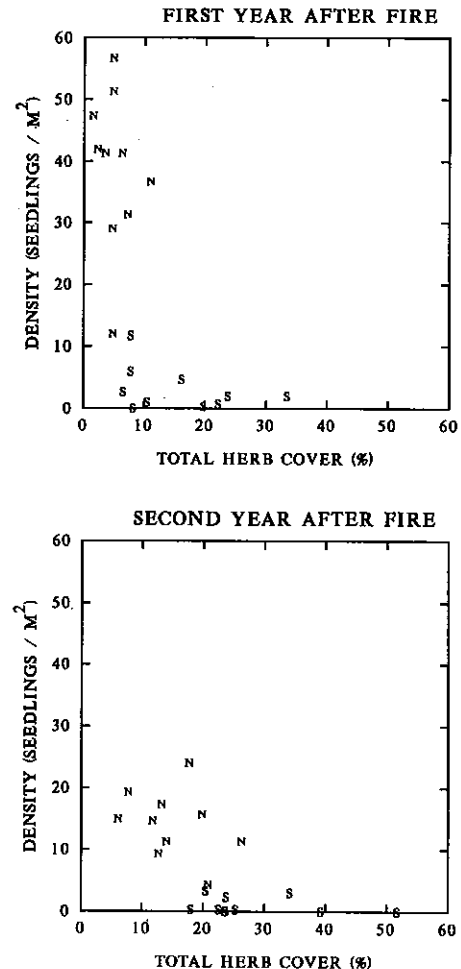 FIRST YEAR AFTER FIRE
60
50
40
30
20
10
0
DENSITY (SEEDLINGS / M²)
N
N
N
N N N
N
N
N
N S
S
S
S
S
S
S
S
S
S
0 10 20 30 40 50 60
TOTAL HERB COVER (%)
SECOND YEAR AFTER FIRE
60
50
40
30
20
10
0
DENSITY (SEEDLINGS / M²)
N
N
N
N N N
N N
N
N
S
S
S
S
S S S S S
0 10 20 30 40 50 60
TOTAL HERB COVER (%)